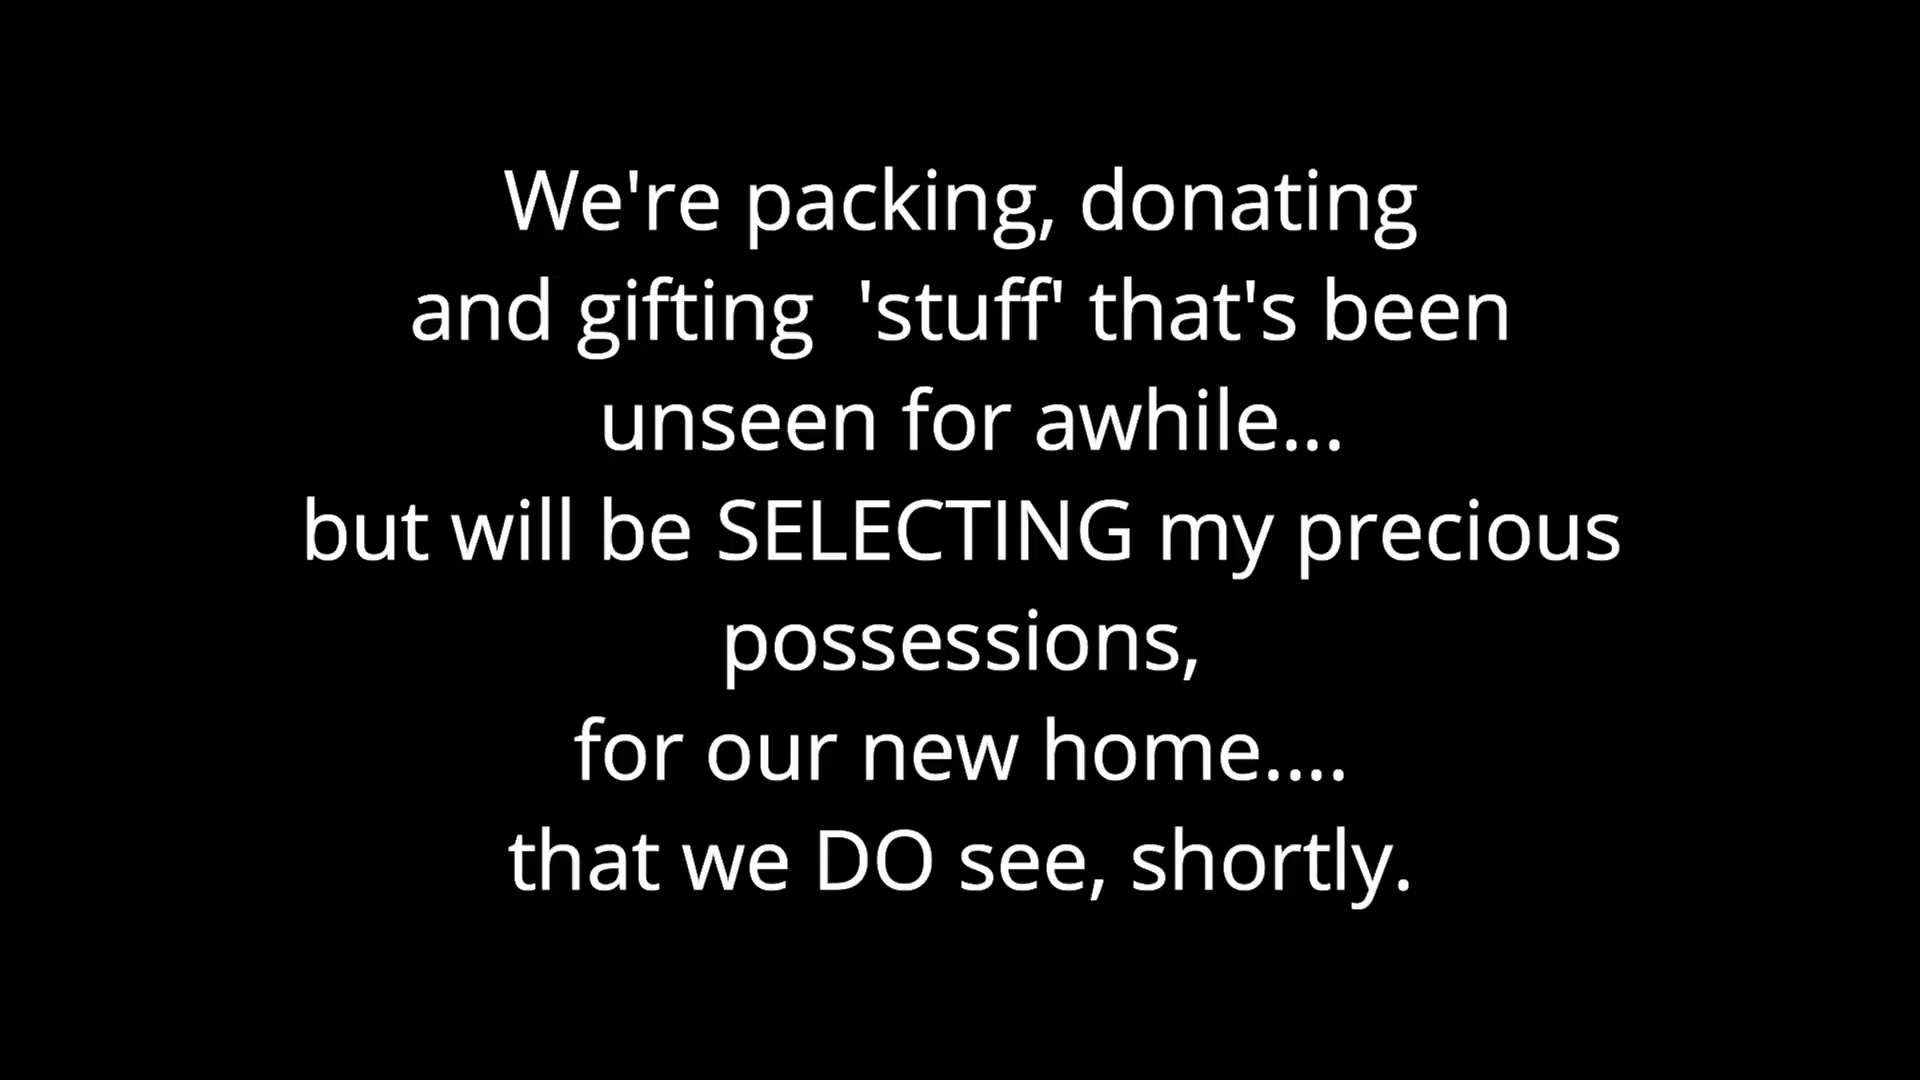 We're packing, donating
and gifting  'stuff' that's been
unseen for awhile...
but will be SELECTING my precious
possessions,
for our new home....
that we DO see, shortly.